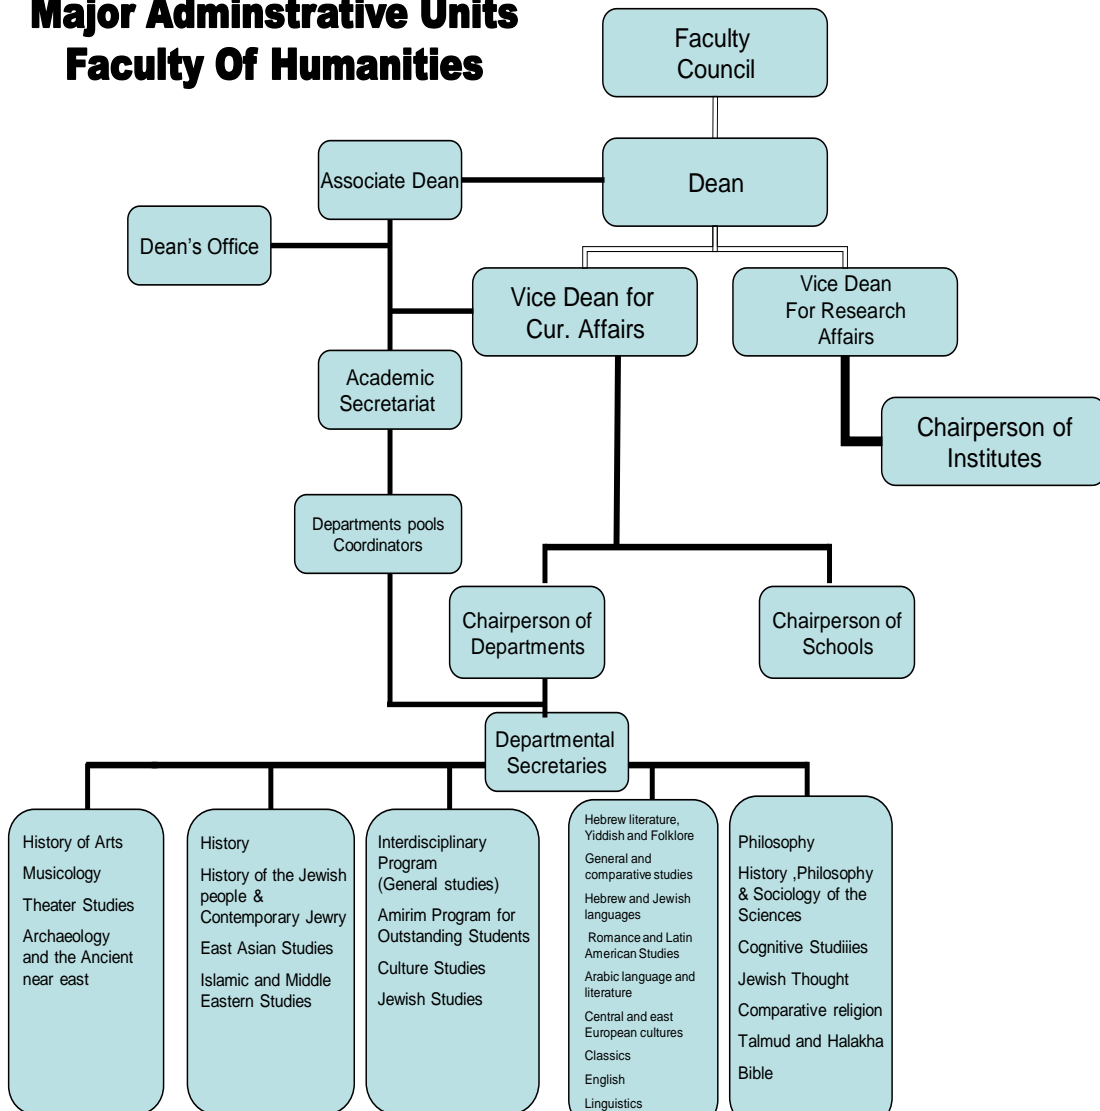 Major Adminstrative Units
Faculty Of Humanities
Faculty
Council
Associate Dean
Dean
Dean’s Office
Vice Dean for
Cur. Affairs
Vice Dean
For Research
Affairs
Academic
Secretariat
Chairperson of
Institutes
Departments pools
Coordinators
Chairperson of
Departments
Chairperson of
Schools
Departmental
Secretaries
History of Arts
Musicology
Theater Studies
Archaeology
and the Ancient
near east
History
History of the Jewish
people &
Contemporary Jewry
East Asian Studies
Islamic and Middle
Eastern Studies
Interdisciplinary
Program
(General studies)
Amirim Program for
Outstanding Students
Culture Studies
Jewish Studies
Hebrew literature,
Yiddish and Folklore
General and
comparative studies
Hebrew and Jewish
languages
Romance and Latin
American Studies
Arabic language and
literature
Central and east
European cultures
Classics
English
Linguistics
Philosophy
History ,Philosophy
& Sociology of the
Sciences
Cognitive Studiiies
Jewish Thought
Comparative religion
Talmud and Halakha
Bible